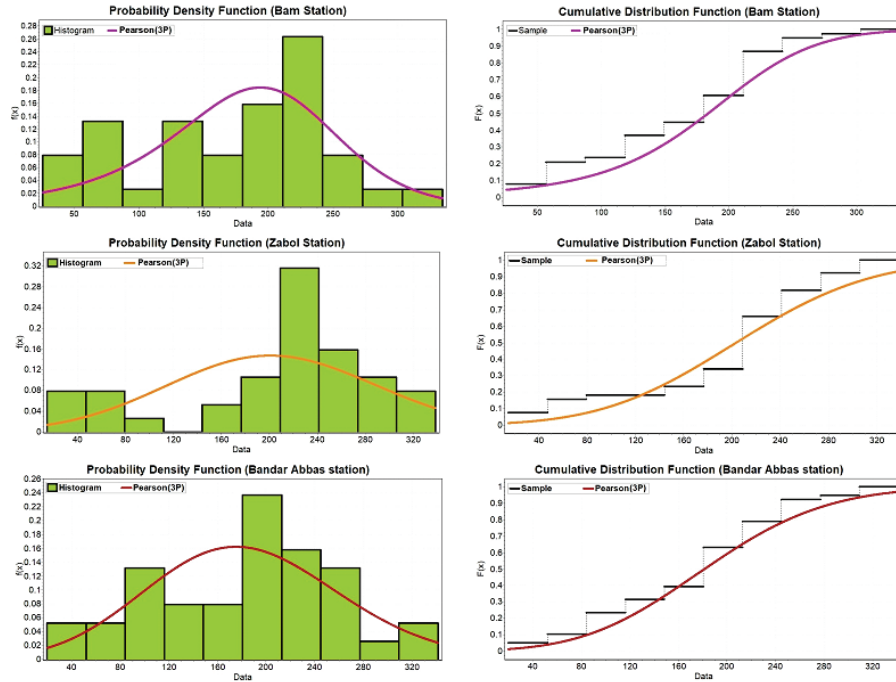 Probability Density Function (Bam Station)
Histogram Pearson(3P)
0.28
0.26
0.24
0.22
0.2
0.18
0.16
0.14
0.12
0.1
0.08
0.06
0.04
0.02
0
f(x)
50 100 150 200 250 300
Data
Cumulative Distribution Function (Bam Station)
Sample Pearson(3P)
1
0.9
0.8
0.7
0.6
0.5
0.4
0.3
0.2
0.1
0
F(x)
50 100 150 200 250 300
Data
Probability Density Function (Zabol Station)
Histogram Pearson(3P)
0.32
0.28
0.24
0.2
0.16
0.12
0.08
0.04
0
f(x)
40 80 120 160 200 240 280 320
Data
Cumulative Distribution Function (Zabol Station)
Sample Pearson(3P)
1
0.9
0.8
0.7
0.6
0.5
0.4
0.3
0.2
0.1
0
F(x)
40 80 120 160 200 240 280 320
Data
Probability Density Function (Bandar Abbas station)
Histogram Pearson(3P)
0.26
0.24
0.22
0.2
0.18
0.16
0.14
0.12
0.1
0.08
0.06
0.04
0.02
0
f(x)
40 80 120 160 200 240 280 320
Data
Cumulative Distribution Function (Bandar Abbas station)
Sample Pearson(3P)
1
0.9
0.8
0.7
0.6
0.5
0.4
0.3
0.2
0.1
0
F(x)
40 80 120 160 200 240 280 320
Data